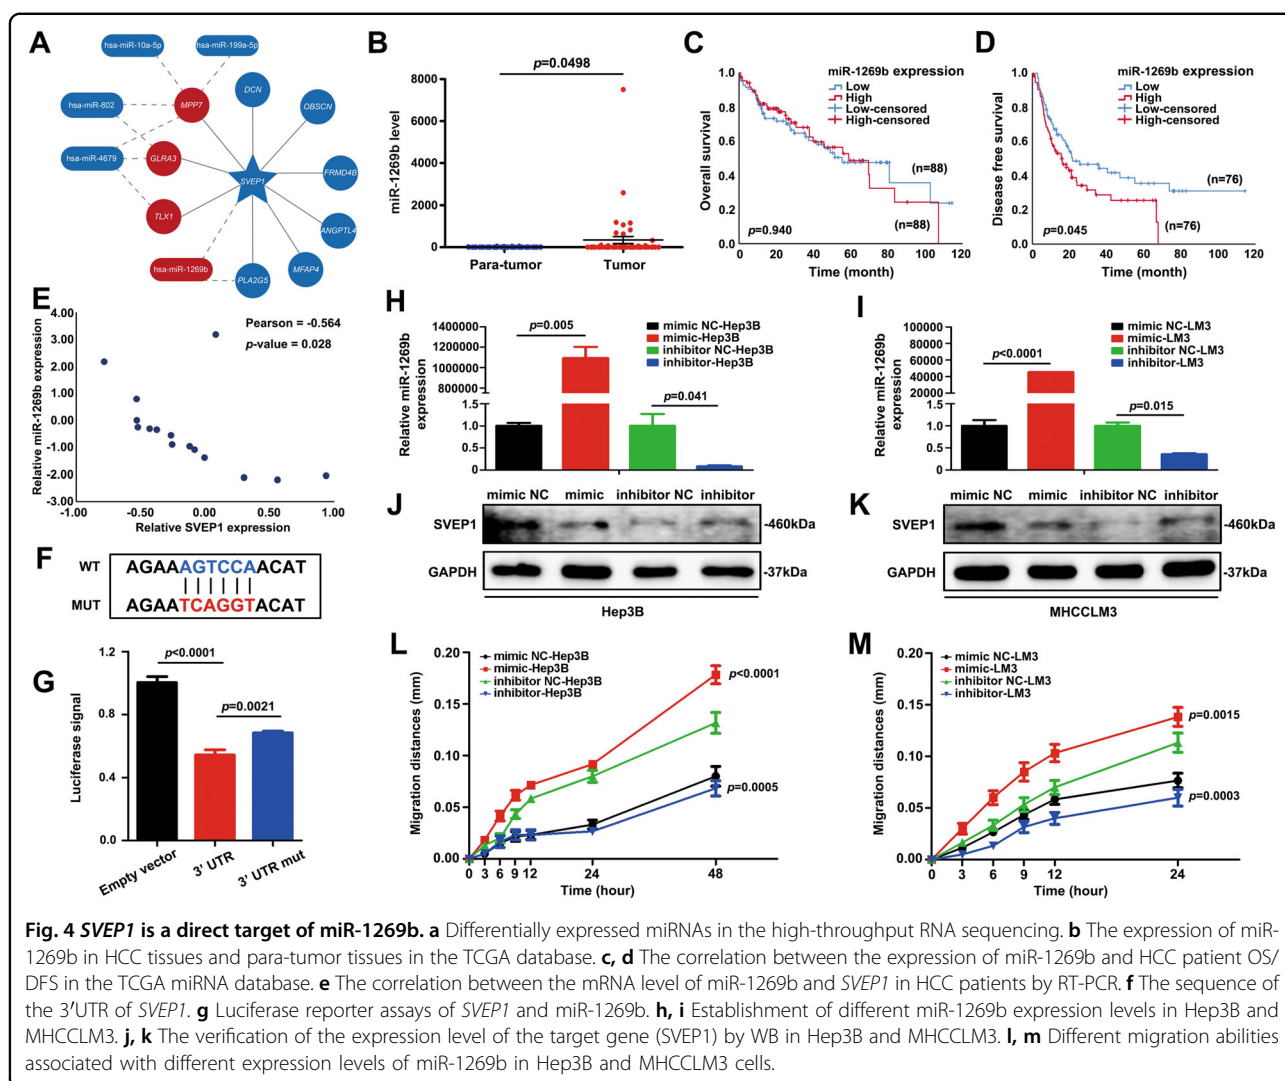 A
hsa-miR-10a-5p
hsa-miR-199a-5p
hsa-miR-802
MPP7
DCN
OBSCN
hsa-miR-4679
GLRA3
SVEP1
FRMD4B
TLX1
ANGPTL4
hsa-miR-1269b
PLA2G5
MFAP4
B
p=0.0498
miR-1269b level
8000
6000
4000
2000
0
Para-tumor
Tumor
C
miR-1269b expression
Low
High
Low-censored
High-censored
Overall survival
1.0
0.8
0.6
0.4
0.2
0.0
(n=88)
(n=88)
p=0.940
0 20 40 60 80 100 120
Time (month)
D
miR-1269b expression
Low
High
Low-censored
High-censored
Disease free survival
1.0
0.8
0.6
0.4
0.2
0.0
(n=76)
(n=76)
p=0.045
0 20 40 60 80 100 120
Time (month)
E
Relative miR-1269b expression
4.00
3.00
2.00
1.00
0.00
-1.00
-2.00
-3.00
Pearson = -0.564
p-value = 0.028
-1.00 -0.50 0.00 0.50 1.00
Relative SVEP1 expression
F
WT AGAAAGTCCAACAT
MUT AGAATCAGGTACAT
G
Luciferase signal
1.2
0.8
0.4
0.0
p<0.0001
p=0.0021
Empty vector
3' UTR
3' UTR mut
H
Relative miR-1269b
expression
1400000
1200000
1000000
800000
600000
400000
200000
1.5
1.0
0.5
0
p=0.005
p=0.041
mimic NC-Hep3B
mimic-Hep3B
inhibitor NC-Hep3B
inhibitor-Hep3B
I
Relative miR-1269b
expression
100000
80000
60000
40000
20000
0
1.5
1.0
0.5
0
p<0.0001
p=0.015
mimic NC-LM3
mimic-LM3
inhibitor NC-LM3
inhibitor-LM3
J
mimic NC mimic inhibitor NC inhibitor
SVEP1 -460kDa
GAPDH -37kDa
Hep3B
K
mimic NC mimic inhibitor NC inhibitor
SVEP1 -460kDa
GAPDH -37kDa
MHCCLM3
L
Migration distances (mm)
0.20
0.15
0.10
0.05
0.00
mimic NC-Hep3B
mimic-Hep3B
inhibitor NC-Hep3B
inhibitor-Hep3B
p<0.0001
p=0.0005
0 3 6 9 12 24 48
Time (hour)
M
Migration distances (mm)
0.20
0.15
0.10
0.05
0.00
mimic NC-LM3
mimic-LM3
inhibitor NC-LM3
inhibitor-LM3
p=0.0015
p=0.0003
0 3 6 9 12 24
Time (hour)
Fig. 4 SVEP1 is a direct target of miR-1269b. a Differentially expressed miRNAs in the high-throughput RNA sequencing. b The expression of miR-
1269b in HCC tissues and para-tumor tissues in the TCGA database. c, d The correlation between the expression of miR-1269b and HCC patient OS/
DFS in the TCGA miRNA database. e The correlation between the mRNA level of miR-1269b and SVEP1 in HCC patients by RT-PCR. f The sequence of
the 3′UTR of SVEP1. g Luciferase reporter assays of SVEP1 and miR-1269b. h, i Establishment of different miR-1269b expression levels in Hep3B and
MHCCLM3. j, k The verification of the expression level of the target gene (SVEP1) by WB in Hep3B and MHCCLM3. l, m Different migration abilities
associated with different expression levels of miR-1269b in Hep3B and MHCCLM3 cells.